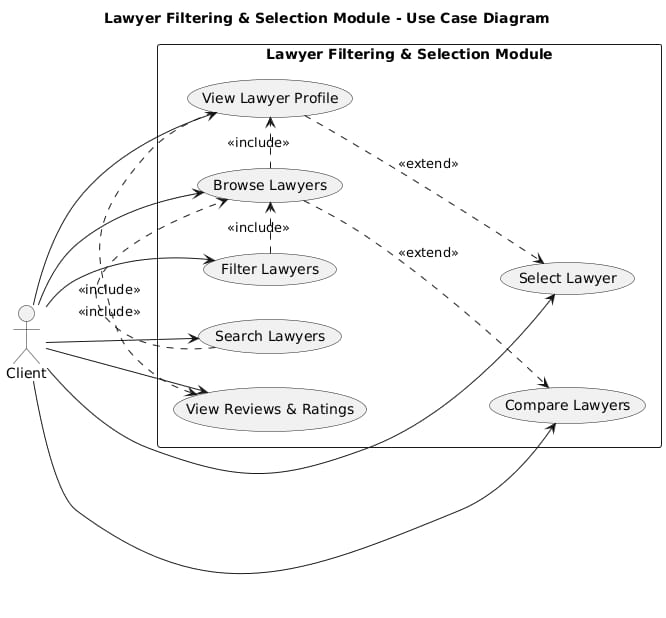 Lawyer Filtering & Selection Module - Use Case Diagram
Lawyer Filtering & Selection Module
View Lawyer Profile
«include»
«extend»
Browse Lawyers
«include»
«extend»
Filter Lawyers
Select Lawyer
«include»
«include»
Search Lawyers
Client
View Reviews & Ratings
Compare Lawyers